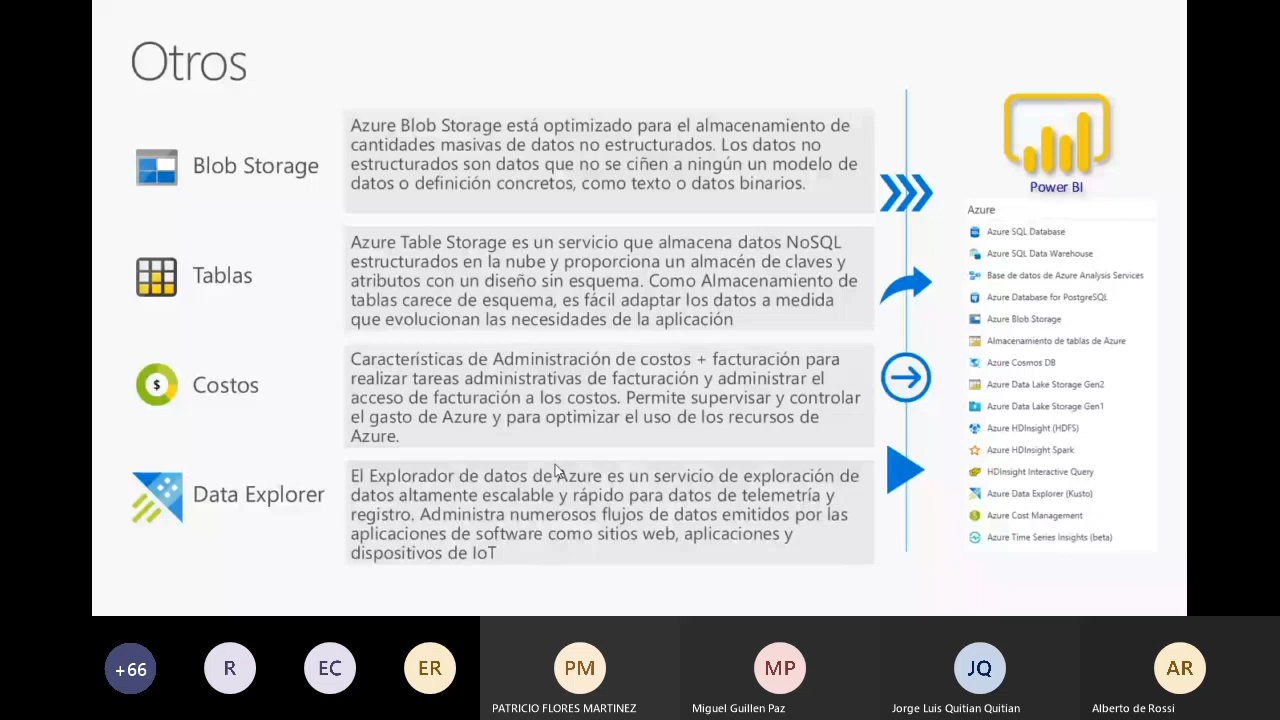 Otros
Blob Storage
Azure Blob Storage está optimizado para el almacenamiento de
cantidades masivas de datos no estructurados. Los datos no
estructurados son datos que no se ciñen a ningún un modelo de
datos o definición concretos, como texto o datos binarios.
Tablas
Azure Table Storage es un servicio que almacena datos NoSQL
estructurados en la nube y proporciona un almacén de claves y
atributos con un diseño sin esquema. Como Almacenamiento de
tablas carece de esquema, es fácil adaptar los datos a medida
que evolucionan las necesidades de la aplicación
Costos
$
Características de Administración de costos + facturación para
realizar tareas administrativas de facturación y administrar el
acceso de facturación a los costos. Permite supervisar y controlar
el gasto de Azure y para optimizar el uso de los recursos de
Azure.
Data Explorer
El Explorador de datos de Azure es un servicio de exploración de
datos altamente escalable y rápido para datos de telemetría y
registro. Administra numerosos flujos de datos emitidos por las
aplicaciones de software como sitios web, aplicaciones y
dispositivos de IoT
Power BI
Azure
Azure SQL Database
Azure SQL Data Warehouse
Base de datos de Azure Analysis Services
Azure Database for PostgreSQL
Azure Blob Storage
Almacenamiento de tablas de Azure
Azure Cosmos DB
Azure Data Lake Storage Gen2
Azure Data Lake Storage Gen1
Azure HDInsight (HDFS)
Azure HDInsight Spark
HDInsight Interactive Query
Azure Data Explorer (Kusto)
Azure Cost Management
Azure Time Series Insights (beta)
+66
R
EC
ER
PM
PATRICIO FLORES MARTINEZ
MP
Miguel Guillen Paz
JQ
Jorge Luis Quitian Quitian
AR
Alberto de Rossi